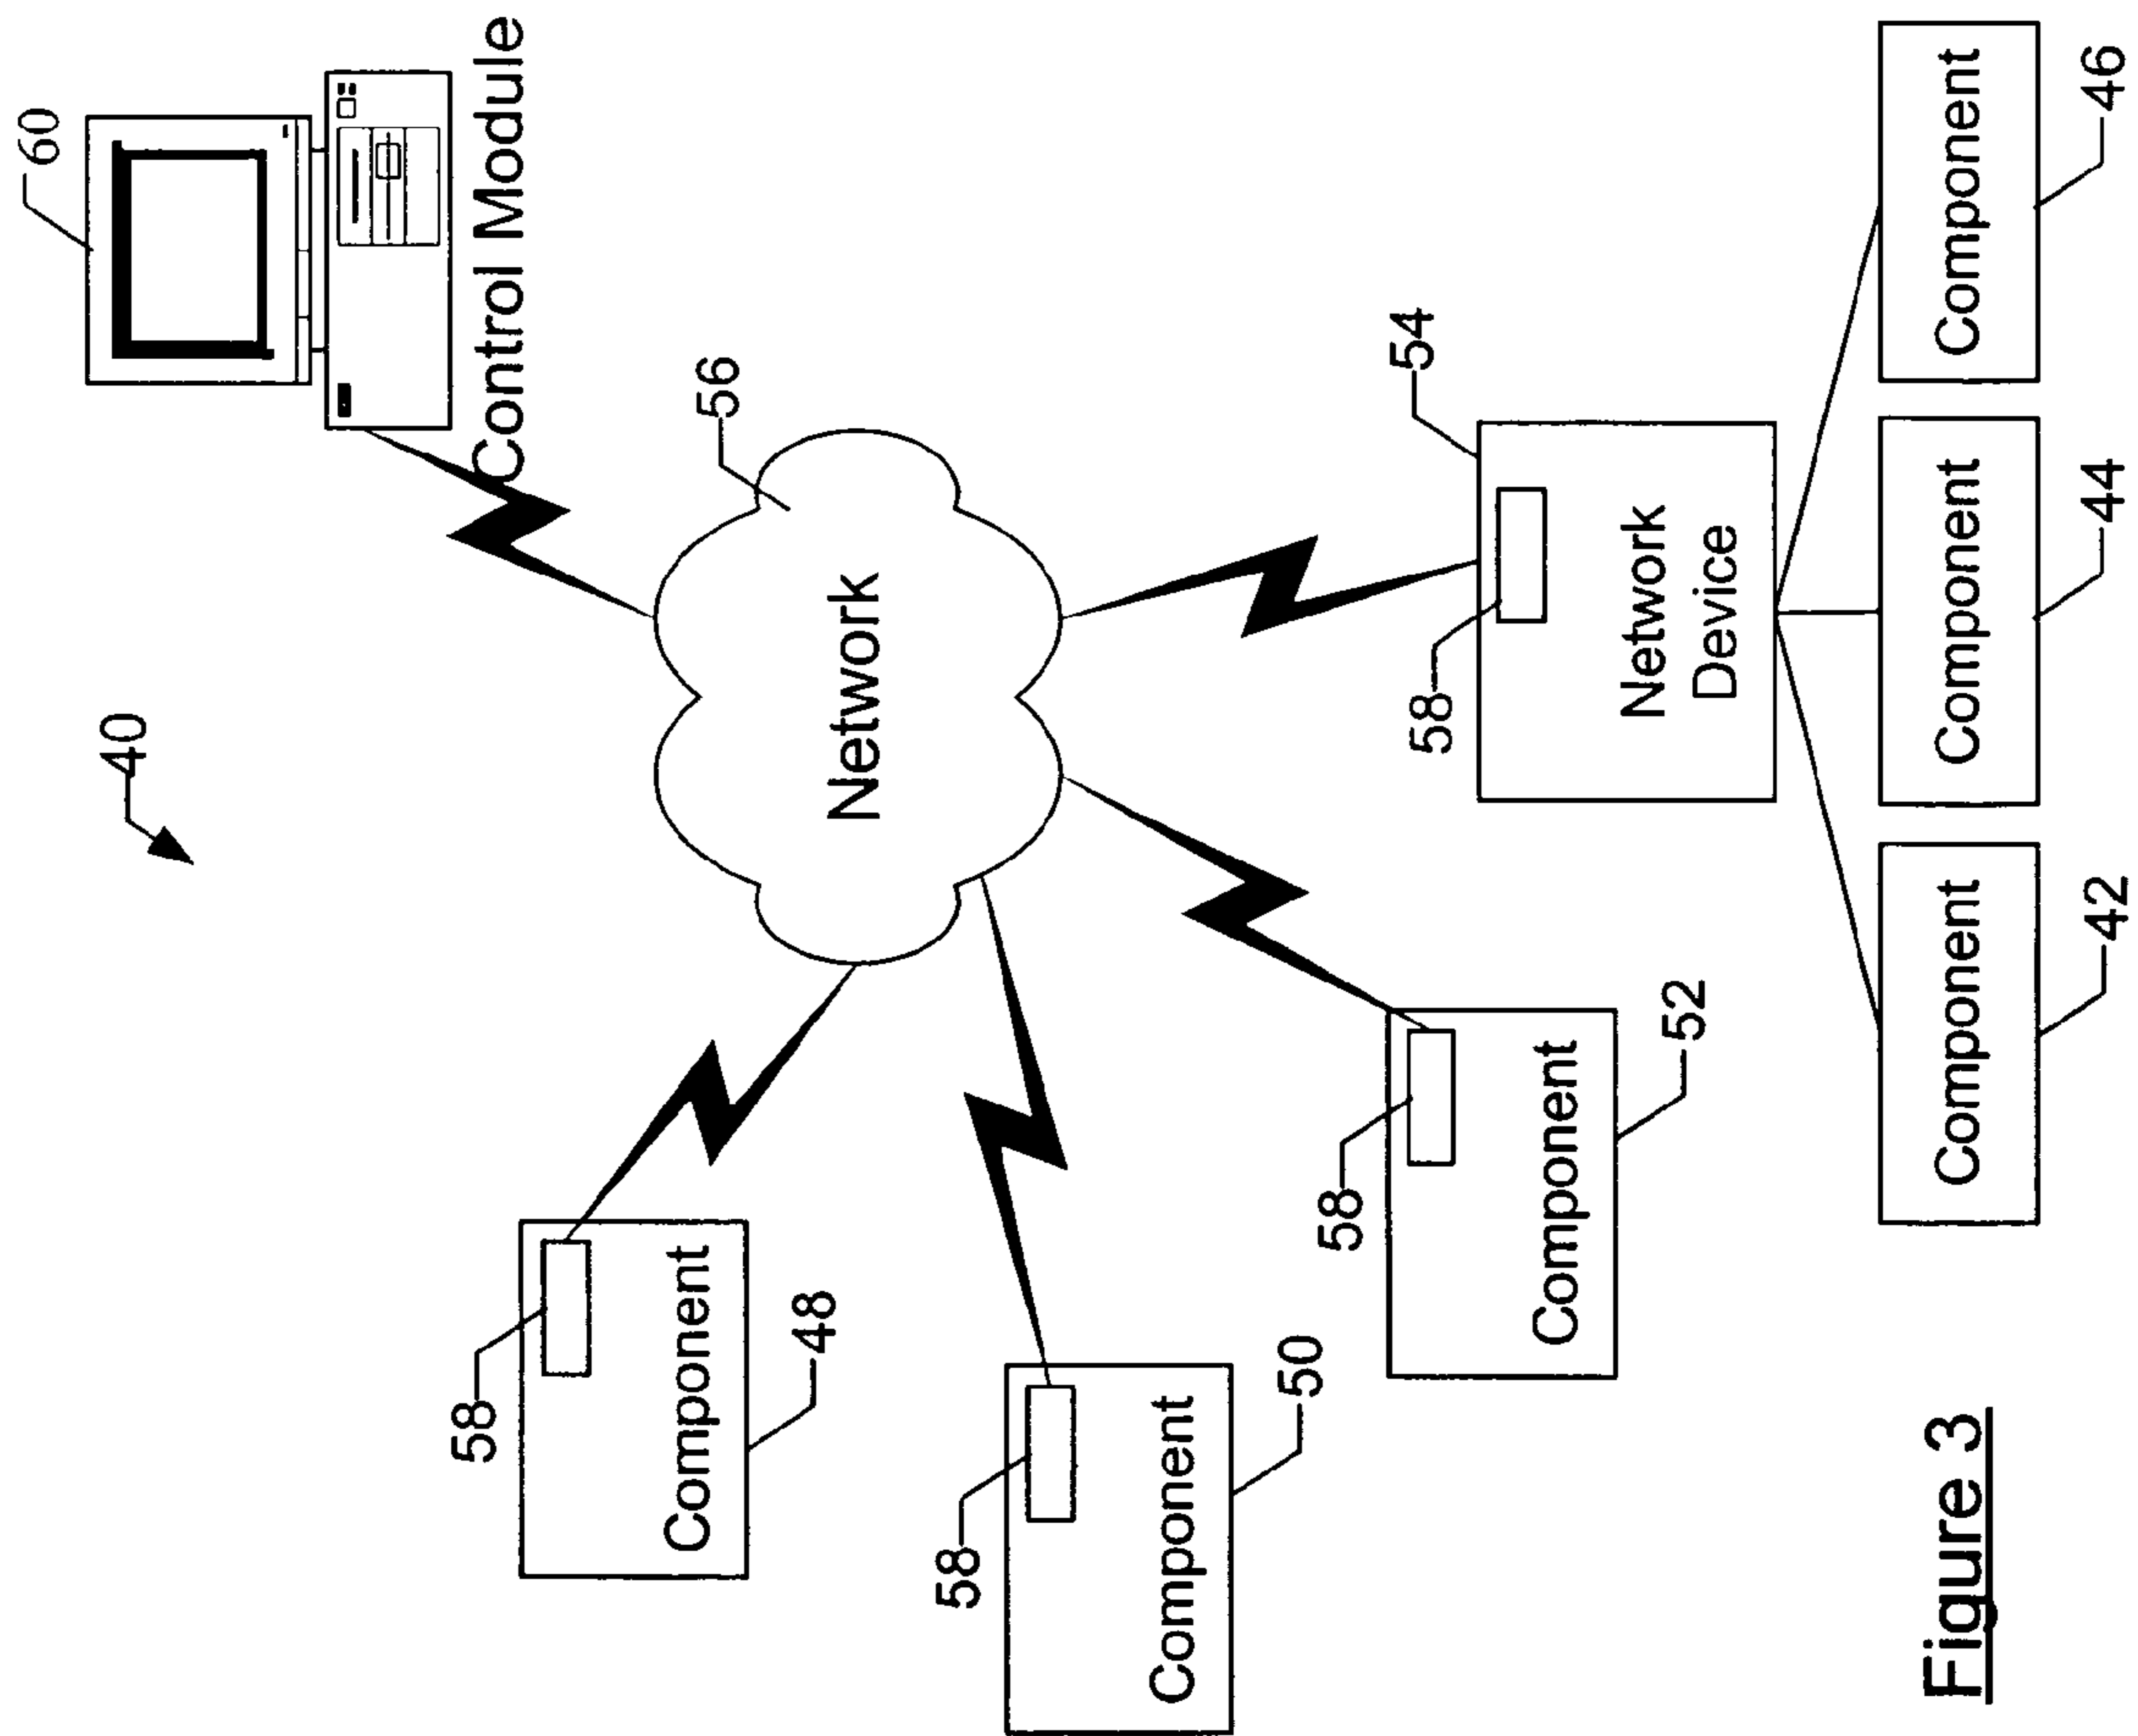 60
40
58
Control Module
Component
56
48
Network
58
Component
50
58
54
58
Component
Network
Device
52
Component
Component
Component
42
44
46
Figure 3